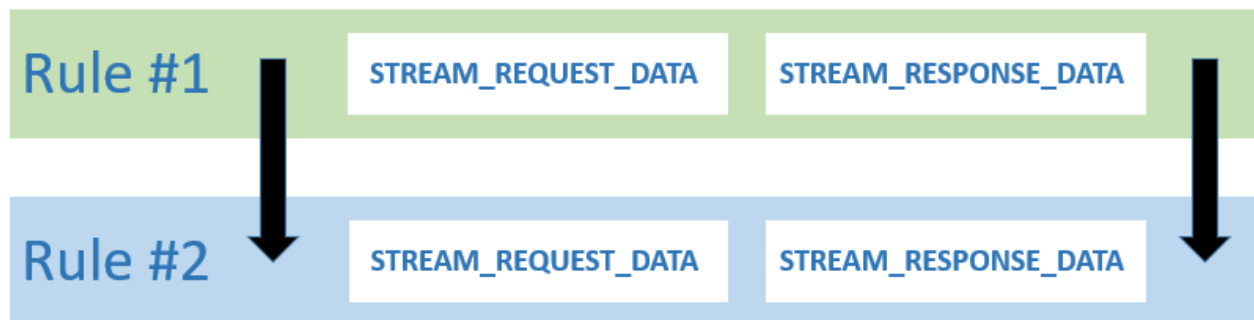 Rule #1 STREAM_REQUEST_DATA STREAM_RESPONSE_DATA
Rule #2 STREAM_REQUEST_DATA STREAM_RESPONSE_DATA